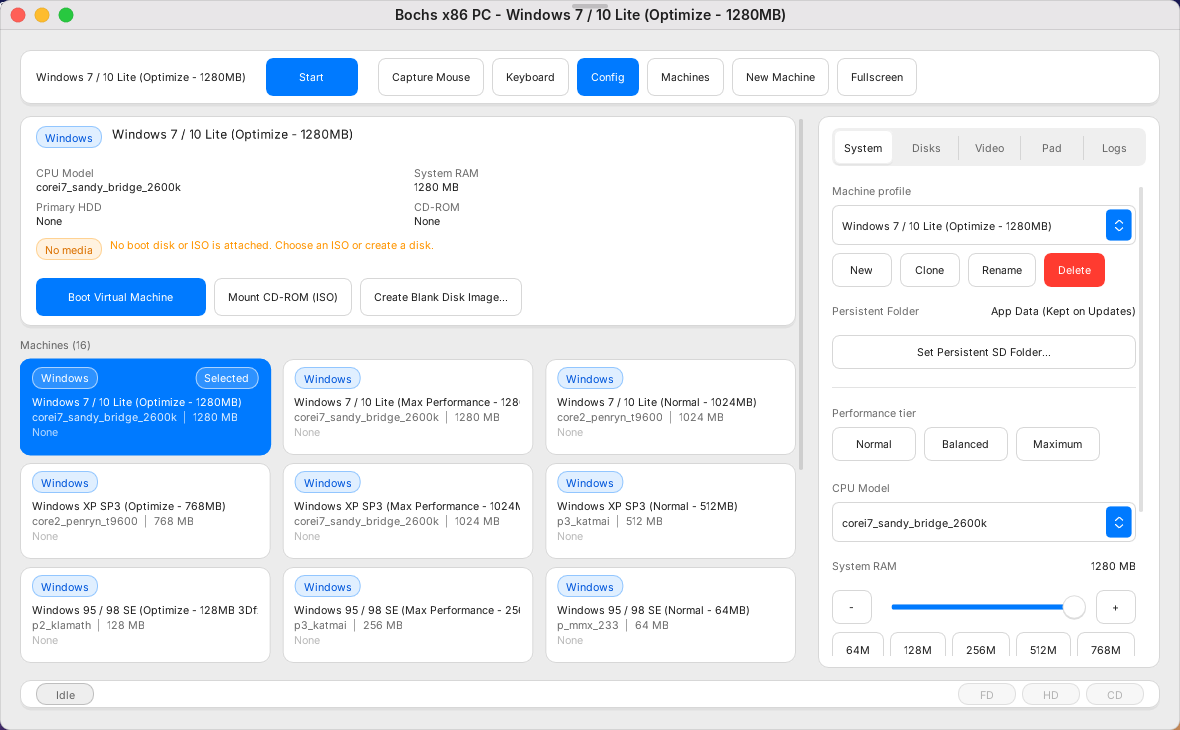 Bochs x86 PC - Windows 7 / 10 Lite (Optimize - 1280MB)
Windows 7 / 10 Lite (Optimize - 1280MB)
Start
Capture Mouse
Keyboard
Config
Machines
New Machine
Fullscreen
Windows
Windows 7 / 10 Lite (Optimize - 1280MB)
CPU Model
corei7_sandy_bridge_2600k
System RAM
1280 MB
Primary HDD
None
CD-ROM
None
No media
No boot disk or ISO is attached. Choose an ISO or create a disk.
Boot Virtual Machine
Mount CD-ROM (ISO)
Create Blank Disk Image...
Machines (16)
Windows
Selected
Windows 7 / 10 Lite (Optimize - 1280MB)
corei7_sandy_bridge_2600k | 1280 MB
None
Windows
Windows 7 / 10 Lite (Max Performance - 128
corei7_sandy_bridge_2600k | 1280 MB
None
Windows
Windows 7 / 10 Lite (Normal - 1024MB)
core2_penryn_t9600 | 1024 MB
None
Windows
Windows XP SP3 (Optimize - 768MB)
core2_penryn_t9600 | 768 MB
None
Windows
Windows XP SP3 (Max Performance - 1024M
corei7_sandy_bridge_2600k | 1024 MB
None
Windows
Windows XP SP3 (Normal - 512MB)
p3_katmai | 512 MB
None
Windows
Windows 95 / 98 SE (Optimize - 128MB 3Df
p2_klamath | 128 MB
None
Windows
Windows 95 / 98 SE (Max Performance - 256
p3_katmai | 256 MB
None
Windows
Windows 95 / 98 SE (Normal - 64MB)
p_mmx_233 | 64 MB
None
System
Disks
Video
Pad
Logs
Machine profile
Windows 7 / 10 Lite (Optimize - 1280MB)
New
Clone
Rename
Delete
Persistent Folder
App Data (Kept on Updates)
Set Persistent SD Folder...
Performance tier
Normal
Balanced
Maximum
CPU Model
corei7_sandy_bridge_2600k
System RAM
1280 MB
-
+
64M
128M
256M
512M
768M
Idle
FD
HD
CD